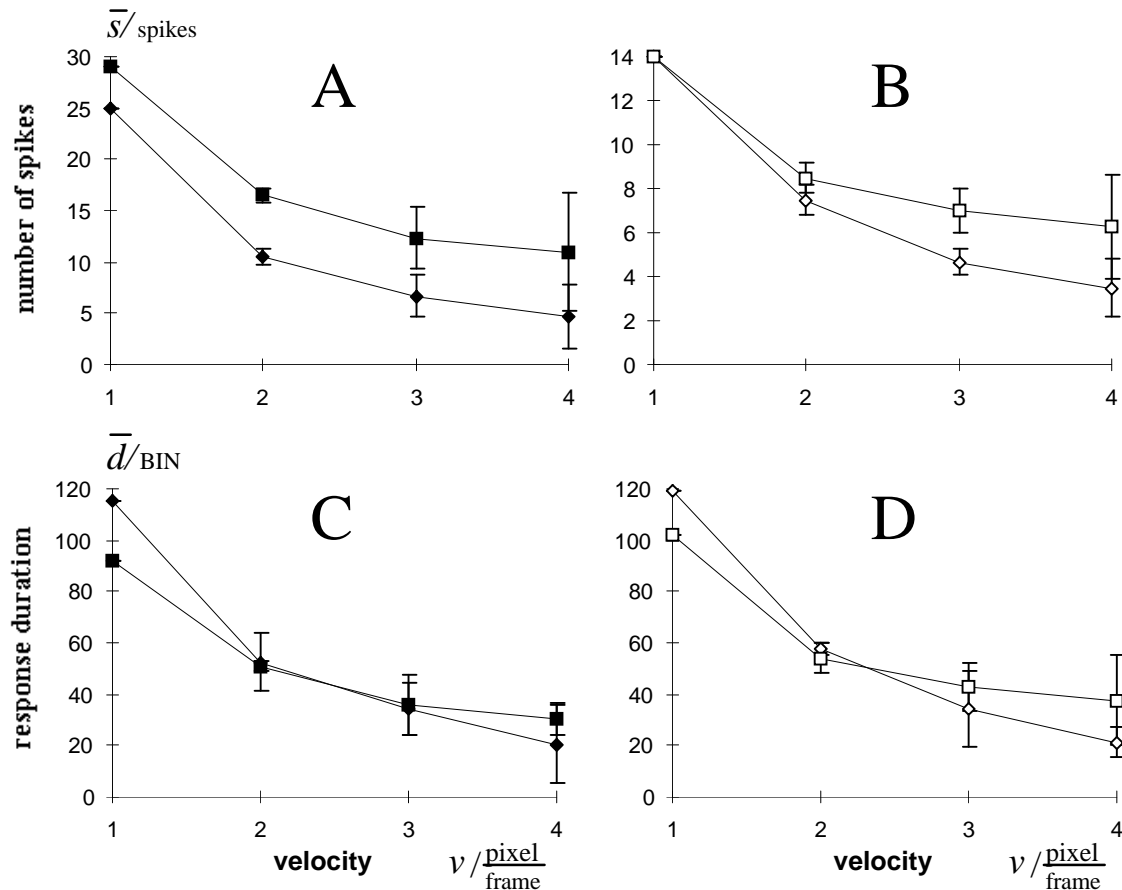 s/spikes
number of spikes
30
25
20
15
10
5
0
A
1 2 3 4
14
12
10
8
6
4
2
0
B
1 2 3 4
d/BIN
response duration
120
100
80
60
40
20
0
C
1 2 3 4
velocity v/pixel/frame
120
100
80
60
40
20
0
D
1 2 3 4
velocity v/pixel/frame